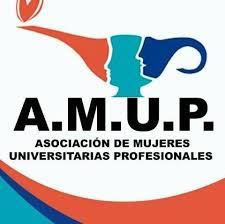 A.M.U.P.
ASOCIACIÓN DE MUJERES
UNIVERSITARIAS PROFESIONALES